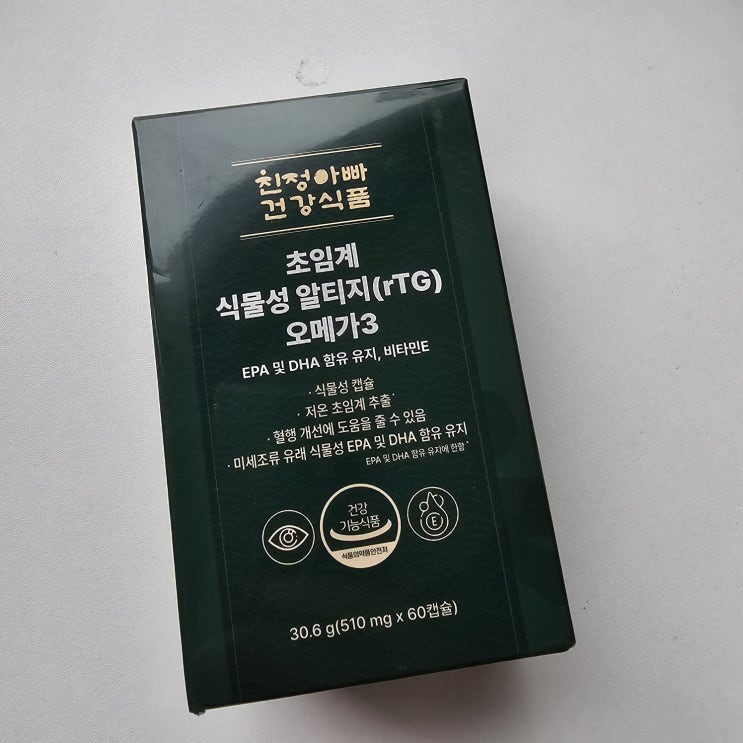 친정아빠
건강식품
초임계
식물성 알티지(rTG)
오메가3
EPA 및 DHA 함유 유지, 비타민E
· 식물성 캡슐
· 저온 초임계 추출
· 혈행 개선에 도움을 줄 수 있음
· 미세조류 유래 식물성 EPA 및 DHA 함유 유지
EPA 및 DHA 함유 유지에 한함
건강
기능식품
식품의약품안전처
E
30.6 g(510 mg x 60캡슐)